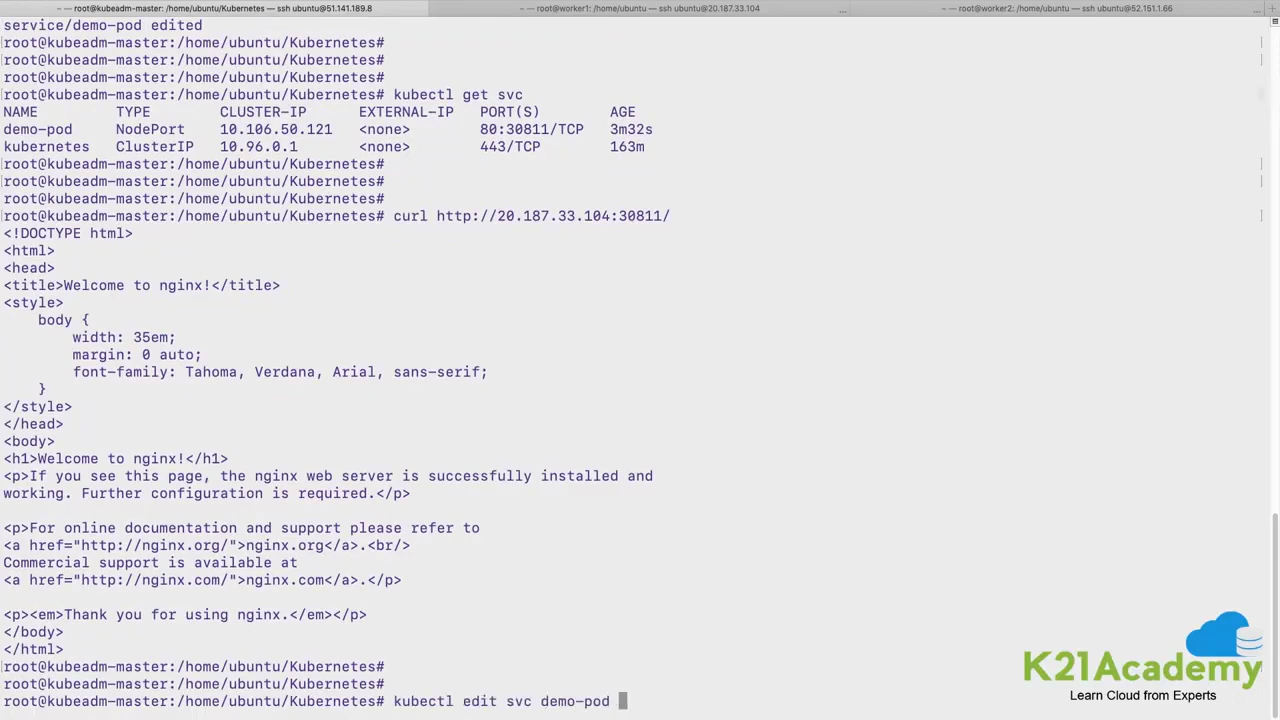 ~ — root@kubeadm-master: /home/ubuntu/Kubernetes — ssh ubuntu@51.141.189.8
~ — root@worker1: /home/ubuntu — ssh ubuntu@20.187.33.104 ...
~ — root@worker2: /home/ubuntu — ssh ubuntu@52.151.1.66 ... +
service/demo-pod edited
root@kubeadm-master:/home/ubuntu/Kubernetes#
root@kubeadm-master:/home/ubuntu/Kubernetes#
root@kubeadm-master:/home/ubuntu/Kubernetes#
root@kubeadm-master:/home/ubuntu/Kubernetes# kubectl get svc
NAME         TYPE        CLUSTER-IP      EXTERNAL-IP   PORT(S)        AGE
demo-pod     NodePort    10.106.50.121   <none>        80:30811/TCP   3m32s
kubernetes   ClusterIP   10.96.0.1       <none>        443/TCP        163m
root@kubeadm-master:/home/ubuntu/Kubernetes#
root@kubeadm-master:/home/ubuntu/Kubernetes#
root@kubeadm-master:/home/ubuntu/Kubernetes#
root@kubeadm-master:/home/ubuntu/Kubernetes# curl http://20.187.33.104:30811/
<!DOCTYPE html>
<html>
<head>
<title>Welcome to nginx!</title>
<style>
    body {
        width: 35em;
        margin: 0 auto;
        font-family: Tahoma, Verdana, Arial, sans-serif;
    }
</style>
</head>
<body>
<h1>Welcome to nginx!</h1>
<p>If you see this page, the nginx web server is successfully installed and
working. Further configuration is required.</p>
<p>For online documentation and support please refer to
<a href="http://nginx.org/">nginx.org</a>.<br/>
Commercial support is available at
<a href="http://nginx.com/">nginx.com</a>.</p>
<p><em>Thank you for using nginx.</em></p>
</body>
</html>
root@kubeadm-master:/home/ubuntu/Kubernetes#
root@kubeadm-master:/home/ubuntu/Kubernetes#
root@kubeadm-master:/home/ubuntu/Kubernetes# kubectl edit svc demo-pod
K21Academy
Learn Cloud from Experts